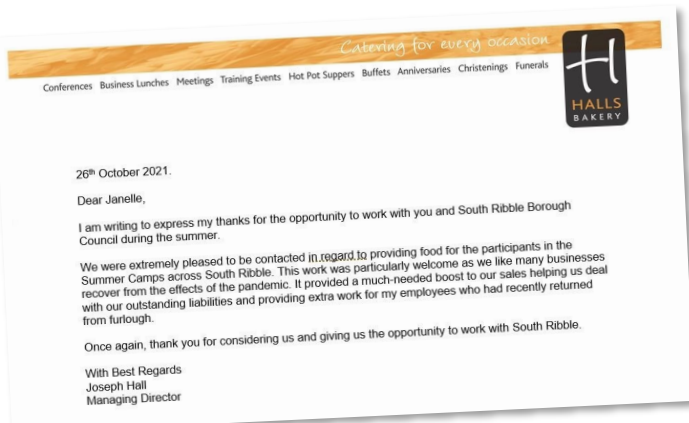 Catering for every occasion
Conferences Business Lunches Meetings Training Events Hot Pot Suppers Buffets Anniversaries Christenings Funerals
H
HALLS
BAKERY
26th October 2021.
Dear Janelle,
I am writing to express my thanks for the opportunity to work with you and South Ribble Borough
Council during the summer.
We were extremely pleased to be contacted in regard to providing food for the participants in the
Summer Camps across South Ribble. This work was particularly welcome as we like many businesses
recover from the effects of the pandemic. It provided a much-needed boost to our sales helping us deal
with our outstanding liabilities and providing extra work for my employees who had recently returned
from furlough.
Once again, thank you for considering us and giving us the opportunity to work with South Ribble.
With Best Regards
Joseph Hall
Managing Director